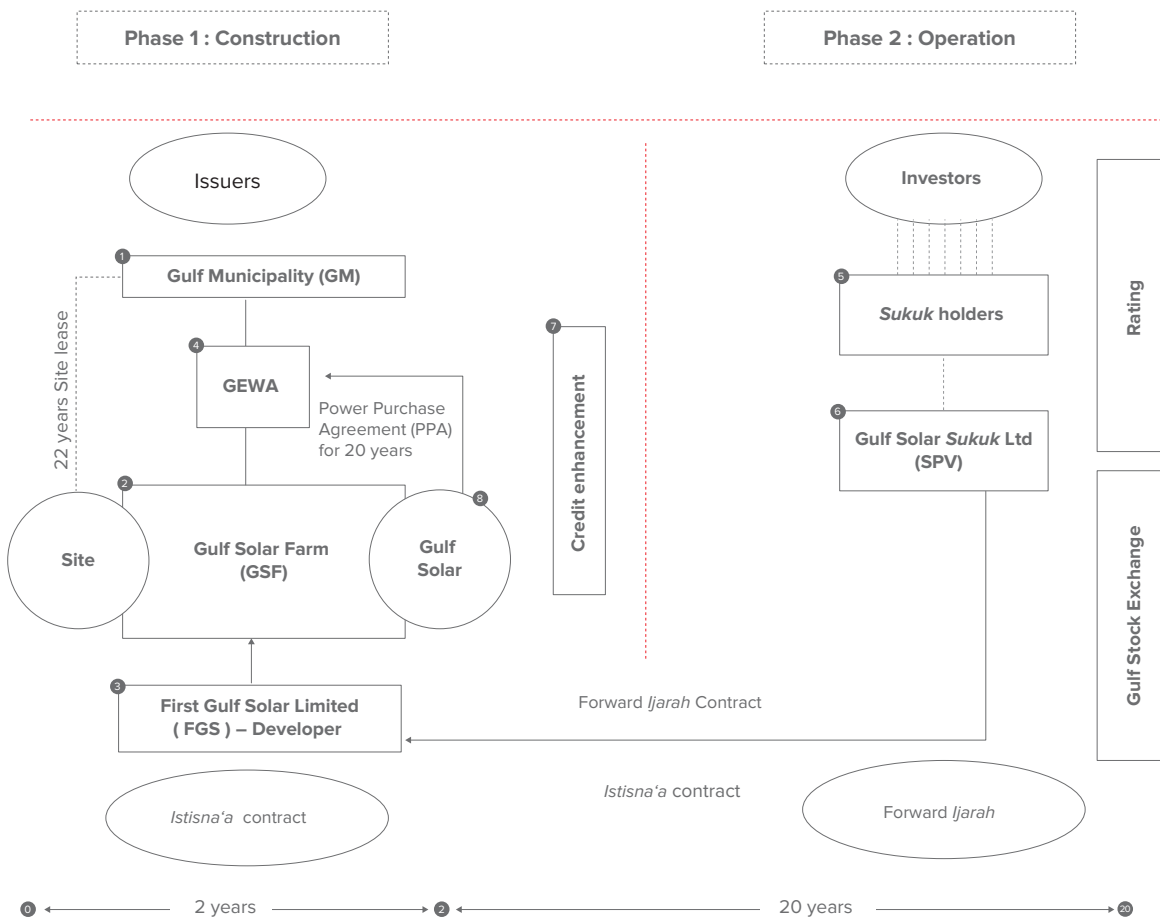 Phase 1 : Construction
Phase 2 : Operation
Issuers
Investors
1
Gulf Municipality (GM)
22 years Site lease
4
GEWA
Power Purchase
Agreement (PPA)
for 20 years
2
Site
Gulf Solar Farm
(GSF)
8
Gulf
Solar
3
First Gulf Solar Limited
( FGS ) – Developer
Istisna‘a contract
7
Credit enhancement
5
Sukuk holders
6
Gulf Solar Sukuk Ltd
(SPV)
Rating
Gulf Stock Exchange
Forward Ijarah Contract
Istisna‘a contract
Forward Ijarah
0
2 years
2
20 years
20